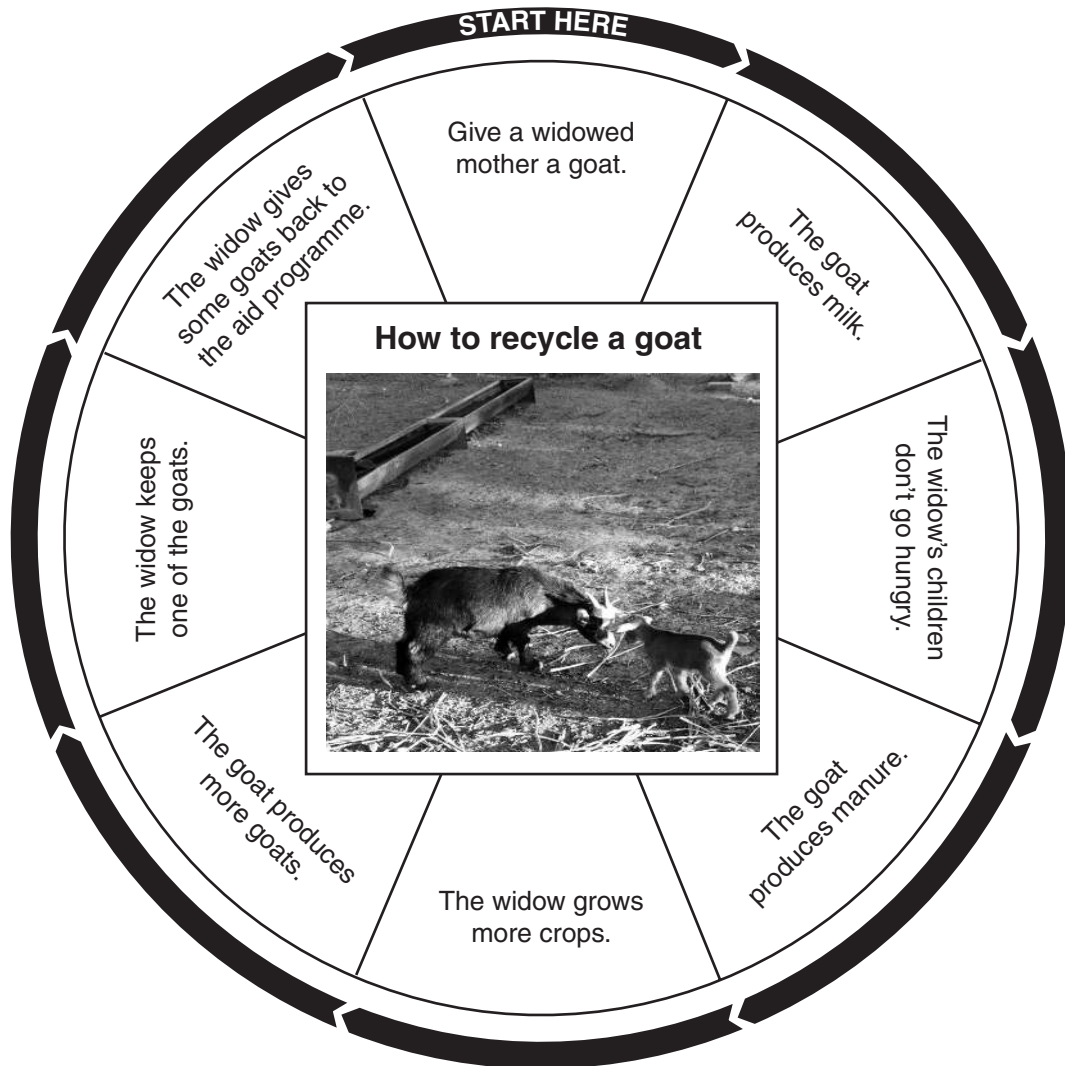 START HERE
Give a widowed
mother a goat.
The goat
produces milk.
The widow's children
don't go hungry.
The goat
produces manure.
The widow grows
more crops.
The goat produces
more goats.
The widow keeps
one of the goats.
The widow gives
some goats back to
the aid programme.
How to recycle a goat